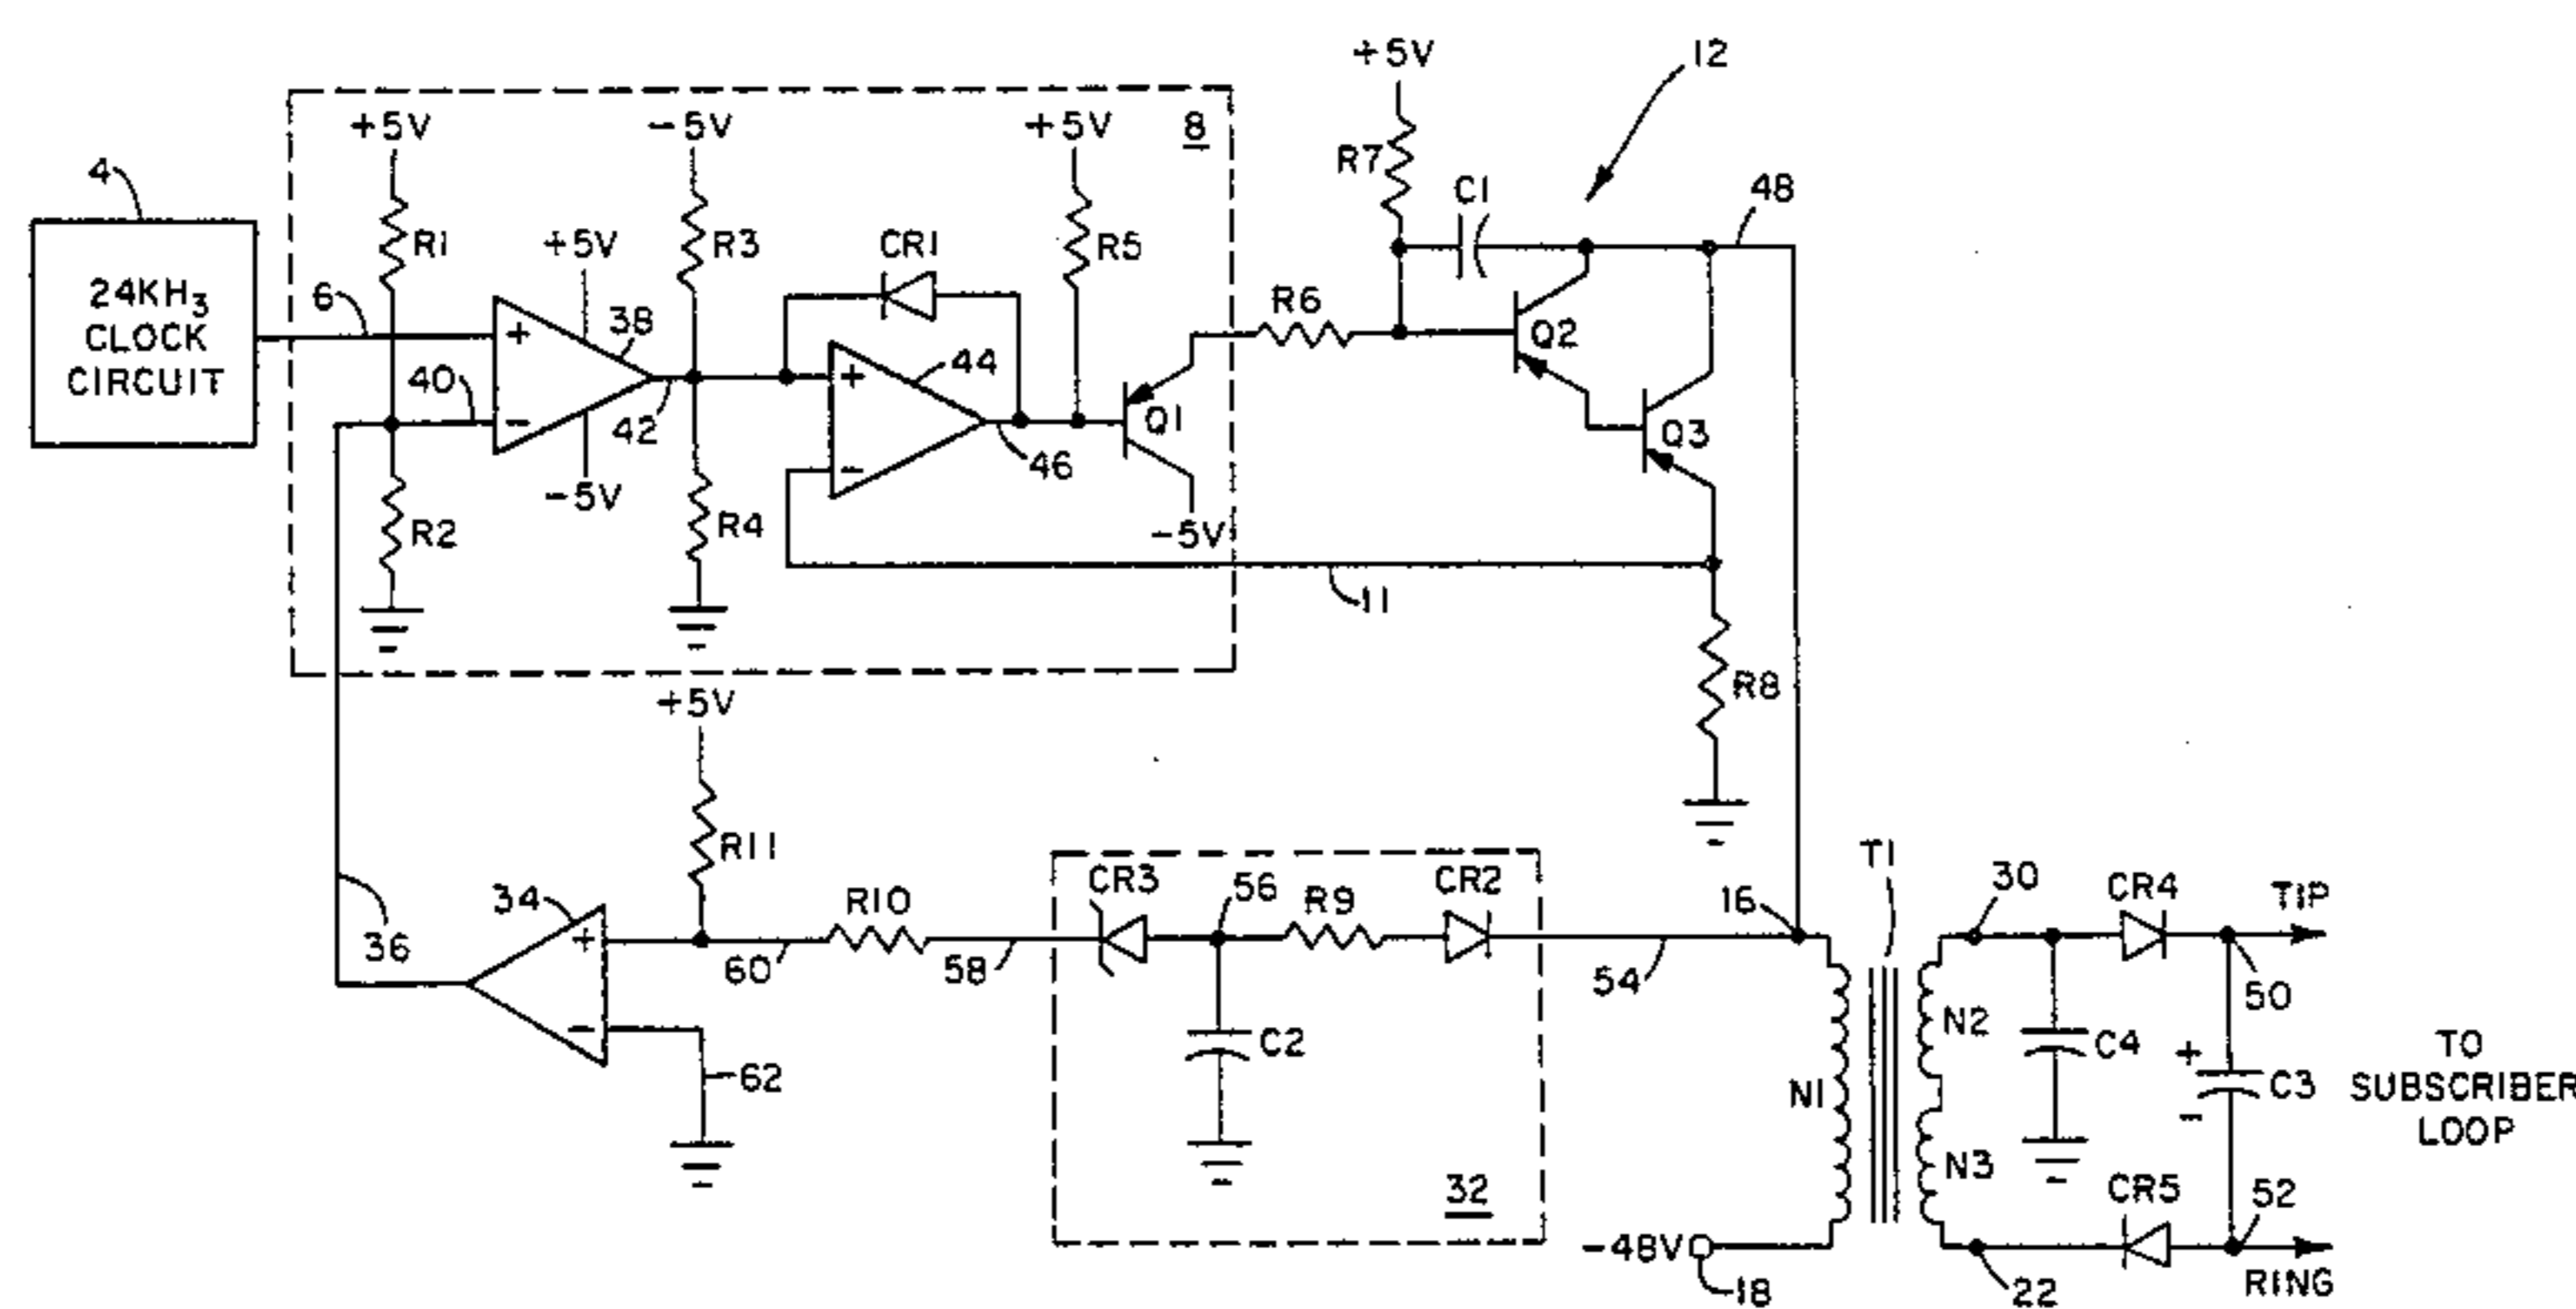 +5V
12
+5V
-5V
+5V
8
R7
C1
48
4
R1
+5V
R3
CR1
R5
24KH3
CLOCK
CIRCUIT
6
+
38
R6
Q2
40
-
42
+
44
Q1
Q3
-
46
-5V
R2
R4
-5V
11
+5V
R8
R11
T1
34
R10
CR3
56
R9
CR2
16
30
CR4
TIP
+
36
60
58
54
50
N2
-
62
C2
C4
+
C3
-
TO
SUBSCRIBER
LOOP
N1
N3
32
CR5
52
-48V
18
22
RING